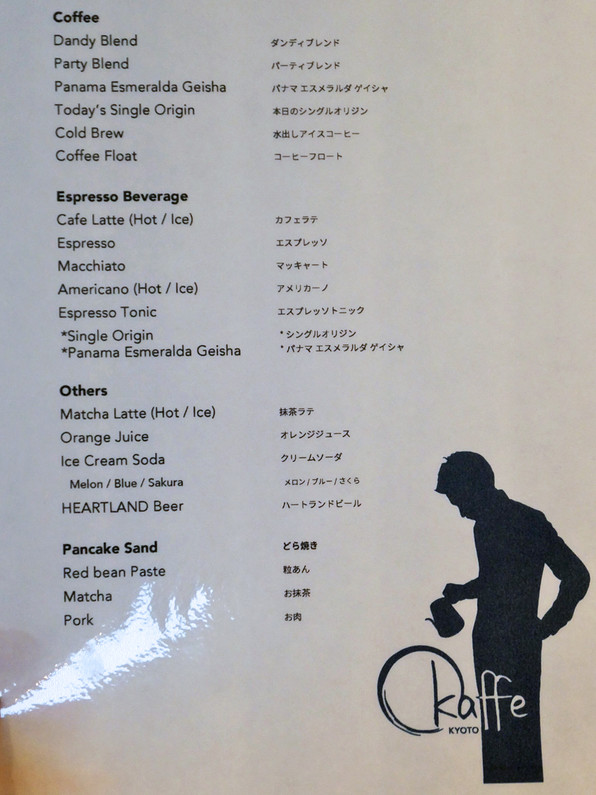 Coffee
Dandy Blend ダンディブレンド
Party Blend パーティブレンド
Panama Esmeralda Geisha パナマ エスメラルダ ゲイシャ
Today's Single Origin 本日のシングルオリジン
Cold Brew 水出しアイスコーヒー
Coffee Float コーヒーフロート
Espresso Beverage
Cafe Latte (Hot / Ice) カフェラテ
Espresso エスプレッソ
Macchiato マッキャート
Americano (Hot / Ice) アメリカーノ
Espresso Tonic エスプレッソトニック
*Single Origin *シングルオリジン
*Panama Esmeralda Geisha *パナマ エスメラルダ ゲイシャ
Others
Matcha Latte (Hot / Ice) 抹茶ラテ
Orange Juice オレンジジュース
Ice Cream Soda クリームソーダ
Melon / Blue / Sakura メロン / ブルー / さくら
HEARTLAND Beer ハートランドビール
Pancake Sand どら焼き
Red bean Paste 粒あん
Matcha お抹茶
Pork お肉
Okaffe
KYOTO